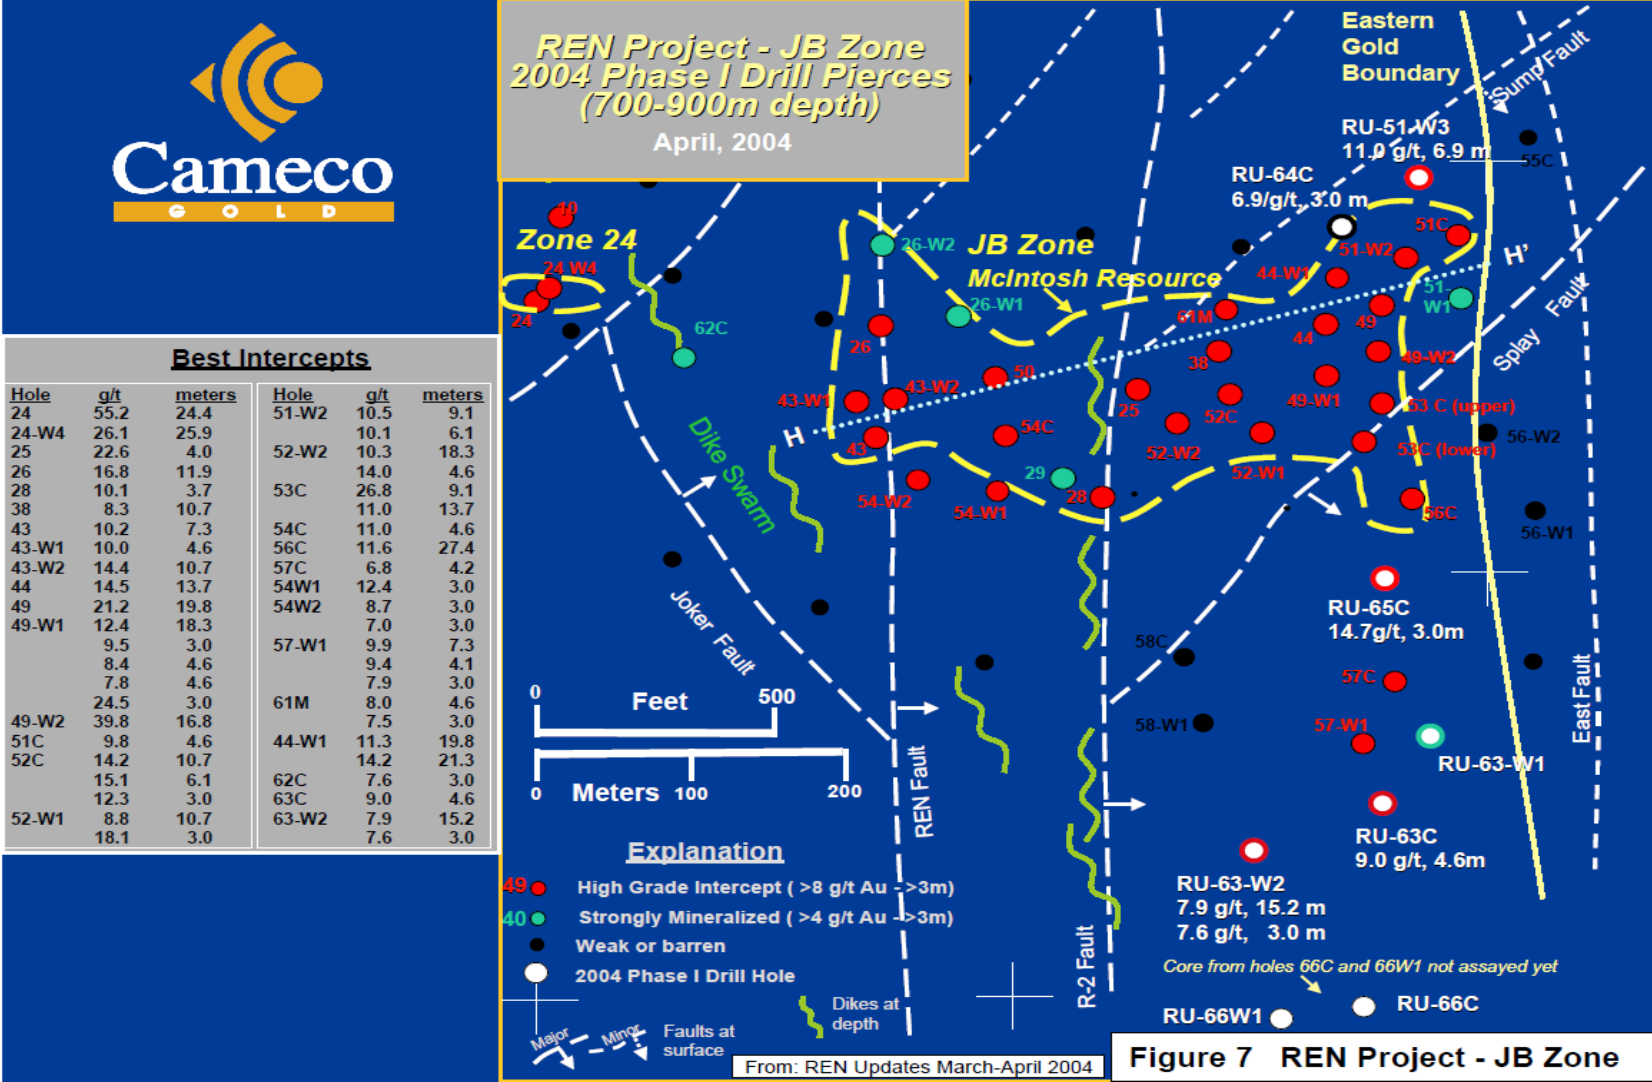 Cameco
GOLD
REN Project - JB Zone
2004 Phase I Drill Pierces
(700-900m depth)
April, 2004
Best Intercepts
Hole g/t meters Hole g/t meters
24 55.2 24.4 51-W2 10.5 9.1
24-W4 26.1 25.9 10.1 6.1
25 22.6 4.0 52-W2 10.3 18.3
26 16.8 11.9 14.0 4.6
28 10.1 3.7 53C 26.8 9.1
38 8.3 10.7 11.0 13.7
43 10.2 7.3 54C 11.0 4.6
43-W1 10.0 4.6 56C 11.6 27.4
43-W2 14.4 10.7 57C 6.8 4.2
44 14.5 13.7 54W1 12.4 3.0
49 21.2 19.8 54W2 8.7 3.0
49-W1 12.4 18.3 7.0 3.0
9.5 3.0 57-W1 9.9 7.3
8.4 4.6 9.4 4.1
7.8 4.6 7.9 3.0
24.5 3.0 61M 8.0 4.6
49-W2 39.8 16.8 7.5 3.0
51C 9.8 4.6 44-W1 11.3 19.8
52C 14.2 10.7 14.2 21.3
15.1 6.1 62C 7.6 3.0
12.3 3.0 63C 9.0 4.6
52-W1 8.8 10.7 63-W2 7.9 15.2
18.1 3.0 7.6 3.0
Eastern
Gold
Boundary
Sump Fault
RU-51-W3
11.0 g/t, 6.9 m
55C
RU-64C
6.9/g/t, 3.0 m
10
Zone 24
24 W4
24
62C
26-W2
JB Zone
McIntosh Resource
26-W1
51C
51-W2
H'
44-W1
51-
W1
61M
49
44
26
38
49-W2
Splay Fault
50
43-W2
43-W1
25
52C
49-W1
53 C (upper)
H
43
54C
52-W2
53C (lower)
56-W2
Dike Swarm
29
52-W1
54-W2
54-W1
28
56C
56-W1
Joker Fault
RU-65C
14.7g/t, 3.0m
58C
57C
East Fault
0 Feet 500
58-W1
57-W1
RU-63-W1
0 Meters 100 200
REN Fault
RU-63C
9.0 g/t, 4.6m
RU-63-W2
7.9 g/t, 15.2 m
7.6 g/t, 3.0 m
Explanation
49 High Grade Intercept ( >8 g/t Au - >3m)
40 Strongly Mineralized ( >4 g/t Au - >3m)
Weak or barren
2004 Phase I Drill Hole
R-2 Fault
Core from holes 66C and 66W1 not assayed yet
RU-66W1
RU-66C
Dikes at
depth
Major
Minor
Faults at
surface
From: REN Updates March-April 2004
Figure 7 REN Project - JB Zone